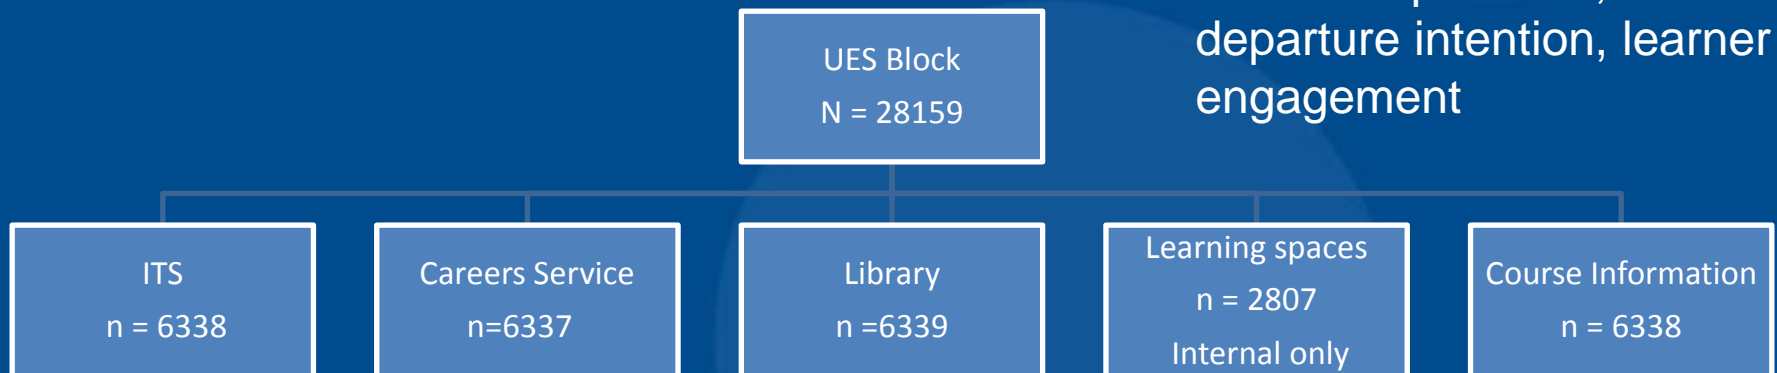 departure intention, learner
engagement
UES Block
N = 28159
ITS
n = 6338
Careers Service
n=6337
Library
n =6339
Learning spaces
n = 2807
Internal only
Course Information
n = 6338